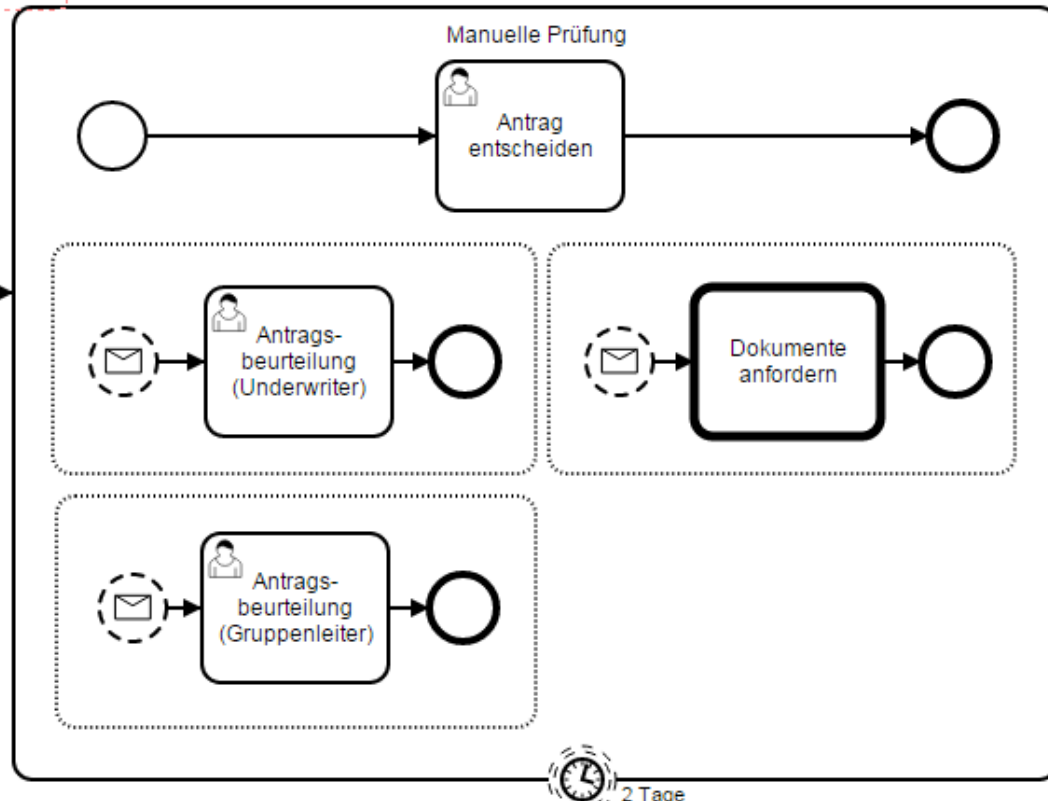 Manuelle Prüfung
Antrag
entscheiden
Antrags-
beurteilung
(Underwriter)
Dokumente
anfordern
Antrags-
beurteilung
(Gruppenleiter)
2 Tage